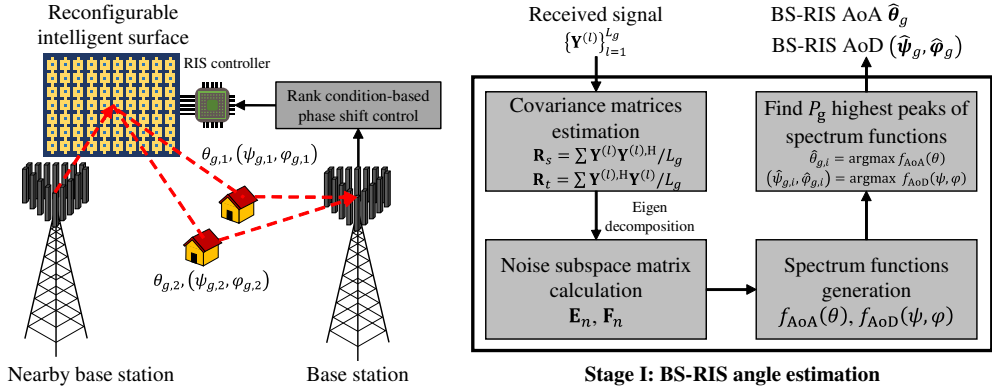 Reconfigurable
intelligent surface
RIS controller
Rank condition-based
phase shift control
θ_{g,1}, (ψ_{g,1}, φ_{g,1})
θ_{g,2}, (ψ_{g,2}, φ_{g,2})
Nearby base station
Base station
Received signal
{𝐘^{(l)}}_{l=1}^{L_g}
BS-RIS AoA 𝛉̂_g
BS-RIS AoD (𝛙̂_g, 𝛗̂_g)
Covariance matrices
estimation
𝐑_s = ∑ 𝐘^{(l)}𝐘^{(l),H}/L_g
𝐑_t = ∑ 𝐘^{(l),H}𝐘^{(l)}/L_g
Eigen
decomposition
Noise subspace matrix
calculation
𝐄_n, 𝐅_n
Spectrum functions
generation
f_{AoA}(θ), f_{AoD}(ψ, φ)
Find P_g highest peaks of
spectrum functions
θ̂_{g,i} = argmax f_{AoA}(θ)
(ψ̂_{g,i}, φ̂_{g,i}) = argmax f_{AoD}(ψ, φ)
Stage I: BS-RIS angle estimation